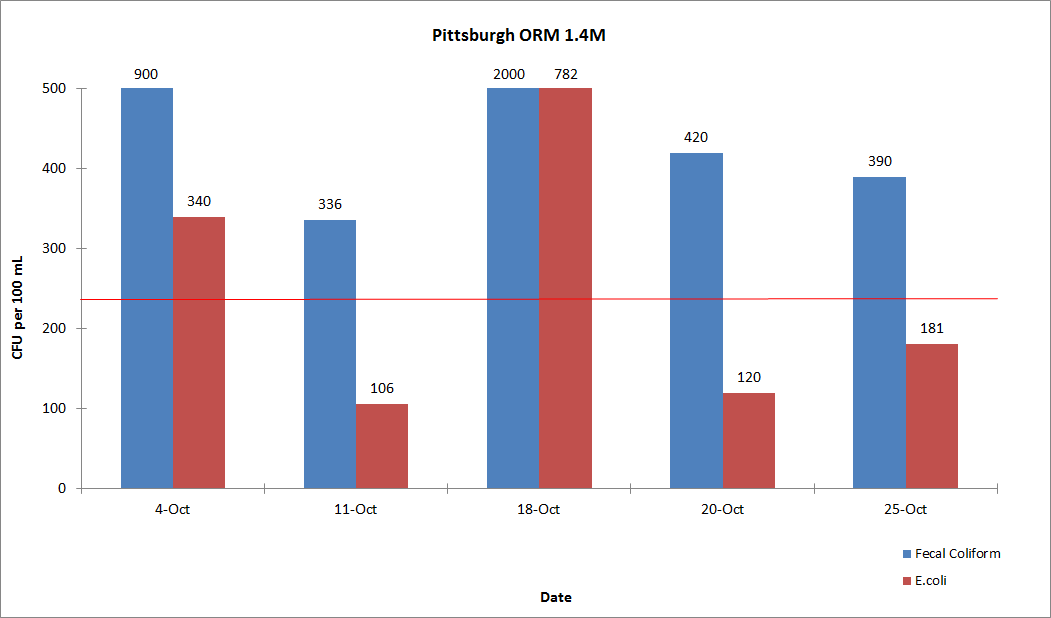 Pittsburgh ORM 1.4M
900
2000
782
500
420
400
390
340
336
300
CFU per 100 mL
200
181
120
106
100
0
4-Oct
11-Oct
18-Oct
20-Oct
25-Oct
Fecal Coliform
E.coli
Date